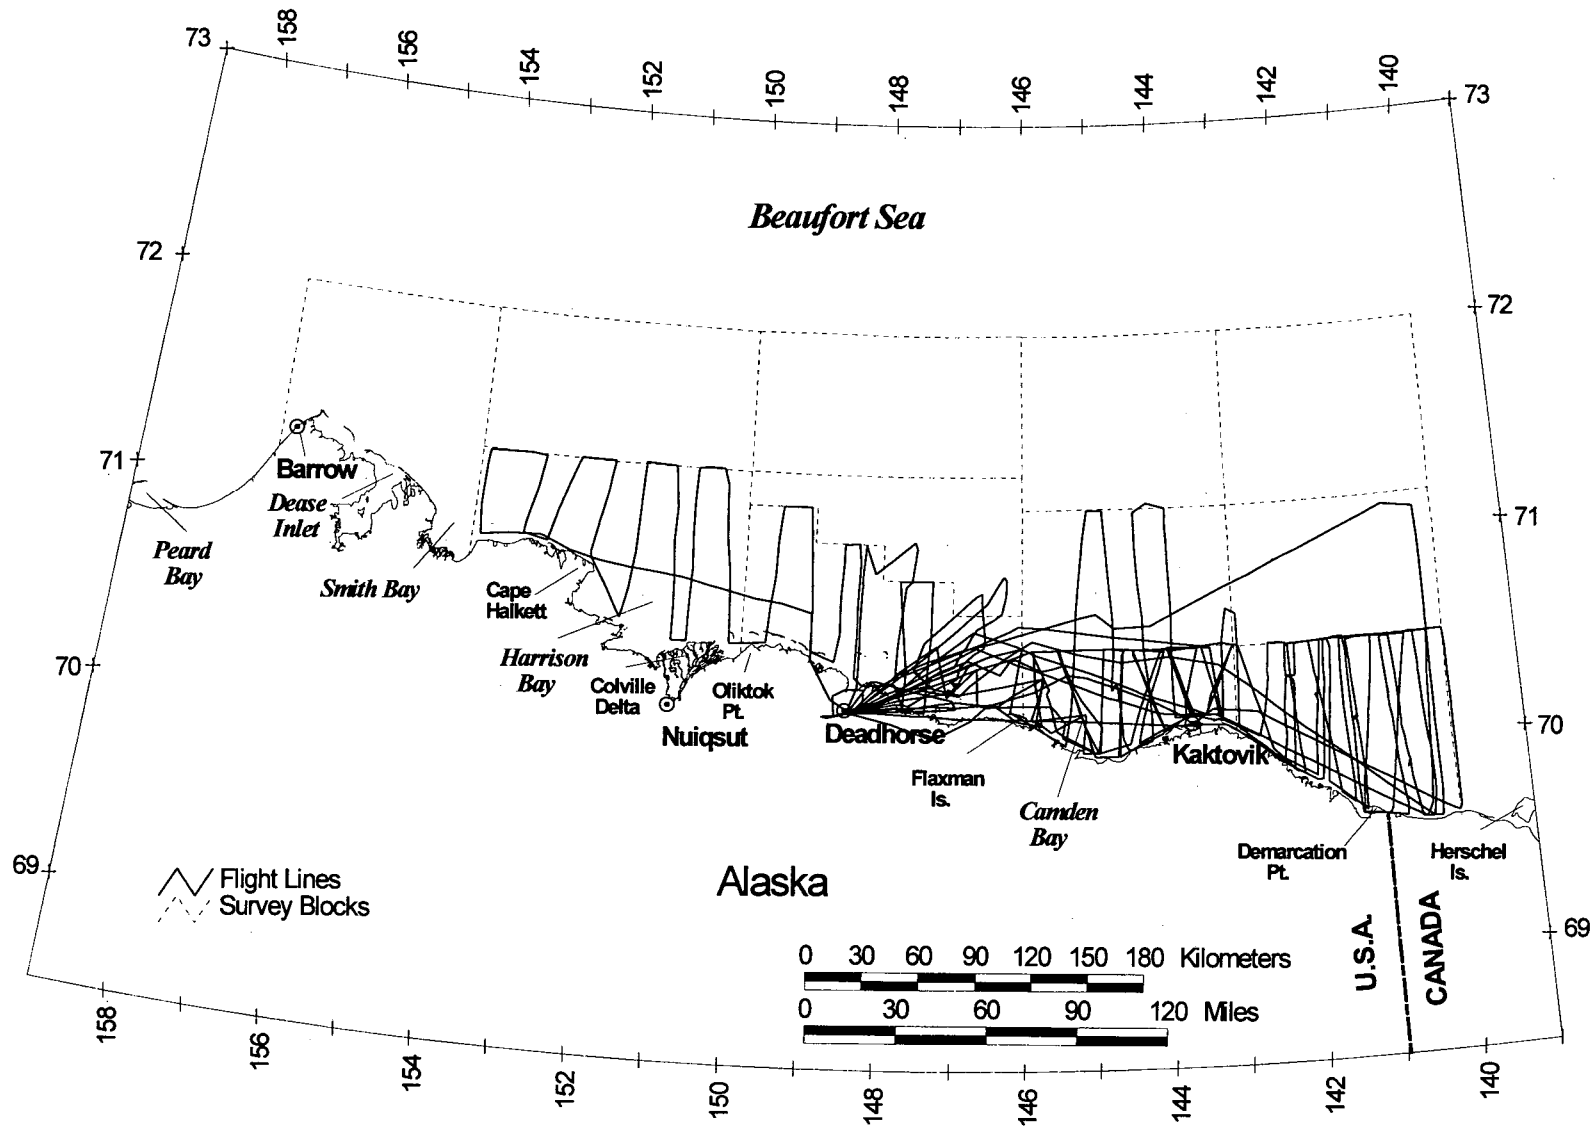 158
156
154
152
150
148
146
144
142
140
73
73
Beaufort Sea
72
72
71
71
Barrow
Dease
Inlet
Peard
Bay
Smith Bay
Cape
Halkett
Harrison
Bay
Colville
Delta
Oliktok
Pt.
Nuiqsut
Deadhorse
Kaktovik
70
70
Flaxman
Is.
Camden
Bay
Demarcation
Pt.
Herschel
Is.
69
69
Flight Lines
Survey Blocks
Alaska
U.S.A.
CANADA
0 30 60 90 120 150 180 Kilometers
0 30 60 90 120 Miles
158
156
154
152
150
148
146
144
142
140